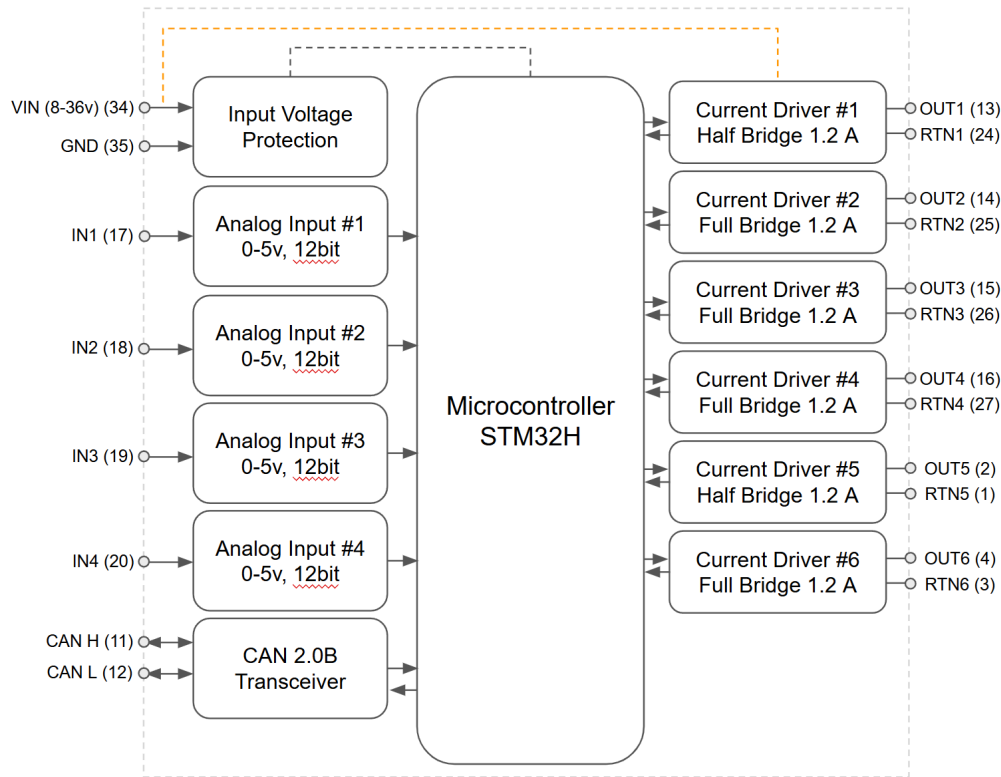 VIN (8-36v) (34)
GND (35)
IN1 (17)
IN2 (18)
IN3 (19)
IN4 (20)
CAN H (11)
CAN L (12)
Input Voltage
Protection
Analog Input #1
0-5v, 12bit
Analog Input #2
0-5v, 12bit
Analog Input #3
0-5v, 12bit
Analog Input #4
0-5v, 12bit
CAN 2.0B
Transceiver
Microcontroller
STM32H
Current Driver #1
Half Bridge 1.2 A
Current Driver #2
Full Bridge 1.2 A
Current Driver #3
Full Bridge 1.2 A
Current Driver #4
Full Bridge 1.2 A
Current Driver #5
Half Bridge 1.2 A
Current Driver #6
Full Bridge 1.2 A
OUT1 (13)
RTN1 (24)
OUT2 (14)
RTN2 (25)
OUT3 (15)
RTN3 (26)
OUT4 (16)
RTN4 (27)
OUT5 (2)
RTN5 (1)
OUT6 (4)
RTN6 (3)